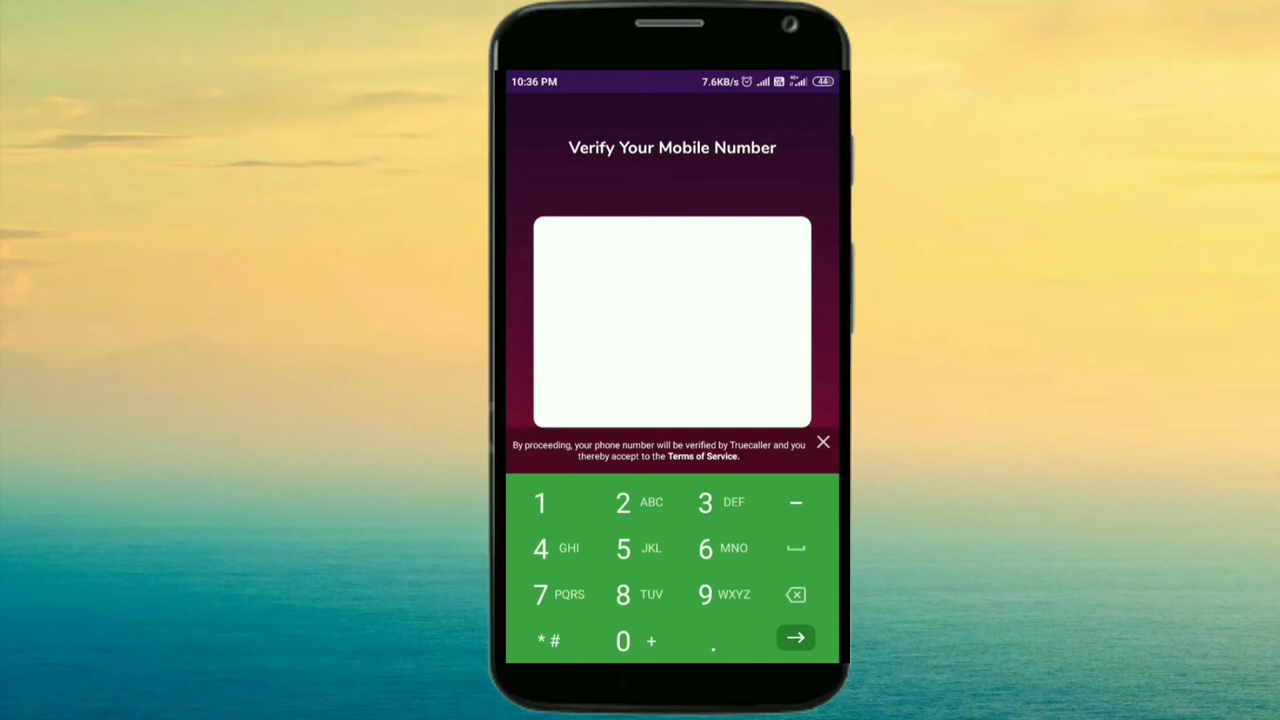 10:36 PM 7.6KB/s 44
Verify Your Mobile Number
By proceeding, your phone number will be verified by Truecaller and you
thereby accept to the Terms of Service.
1 2 ABC 3 DEF -
4 GHI 5 JKL 6 MNO
7 PQRS 8 TUV 9 WXYZ
* # 0 + .